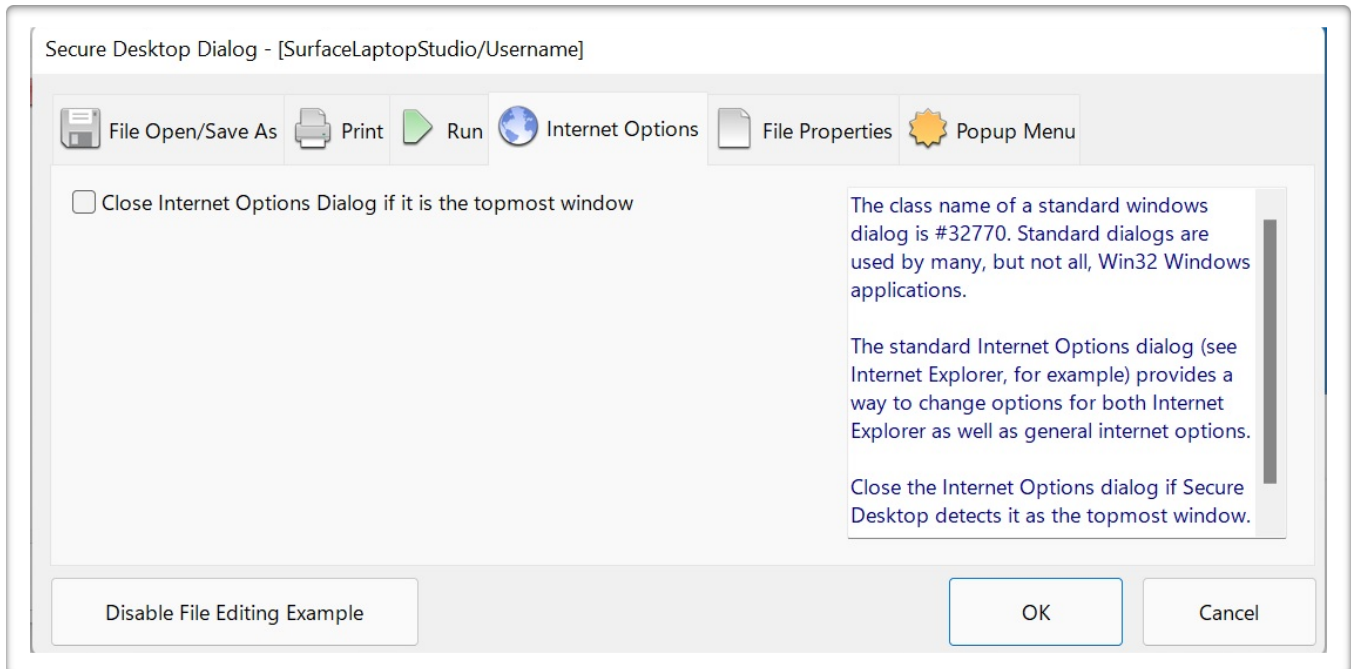 Secure Desktop Dialog - [SurfaceLaptopStudio/Username]
File Open/Save As Print Run Internet Options File Properties Popup Menu
Close Internet Options Dialog if it is the topmost window
The class name of a standard windows
dialog is #32770. Standard dialogs are
used by many, but not all, Win32 Windows
applications.
The standard Internet Options dialog (see
Internet Explorer, for example) provides a
way to change options for both Internet
Explorer as well as general internet options.
Close the Internet Options dialog if Secure
Desktop detects it as the topmost window.
Disable File Editing Example OK Cancel